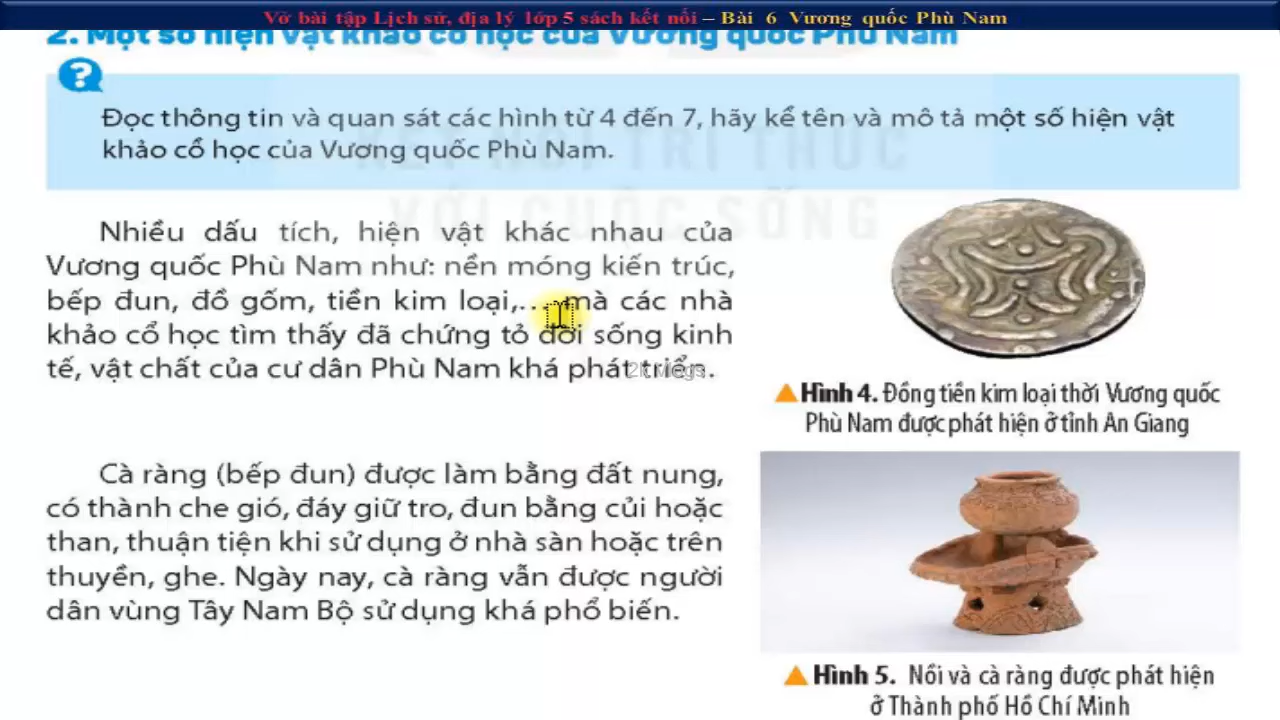 Vở bài tập Lịch sử, địa lý lớp 5 sách kết nối – Bài 6 Vương quốc Phù Nam
2. Một số hiện vật khảo cổ học của Vương quốc Phù Nam
?
Đọc thông tin và quan sát các hình từ 4 đến 7, hãy kể tên và mô tả một số hiện vật
khảo cổ học của Vương quốc Phù Nam.
KẾT NỐI TRI THỨC
VỚI CUỘC SỐNG
Nhiều dấu tích, hiện vật khác nhau của
Vương quốc Phù Nam như: nền móng kiến trúc,
bếp đun, đồ gốm, tiền kim loại,... mà các nhà
khảo cổ học tìm thấy đã chứng tỏ đời sống kinh
tế, vật chất của cư dân Phù Nam khá phát triển.
Hình 4. Đồng tiền kim loại thời Vương quốc
Phù Nam được phát hiện ở tỉnh An Giang
Cà ràng (bếp đun) được làm bằng đất nung,
có thành che gió, đáy giữ tro, đun bằng củi hoặc
than, thuận tiện khi sử dụng ở nhà sàn hoặc trên
thuyền, ghe. Ngày nay, cà ràng vẫn được người
dân vùng Tây Nam Bộ sử dụng khá phổ biến.
Hình 5. Nồi và cà ràng được phát hiện
ở Thành phố Hồ Chí Minh